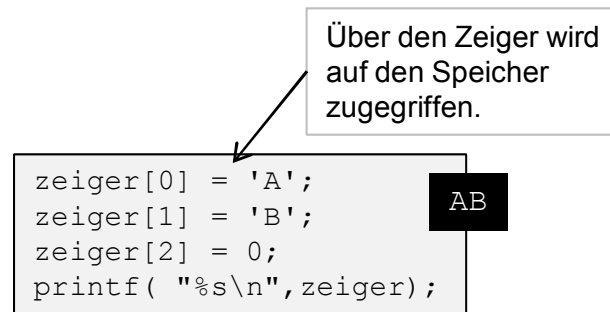 Über den Zeiger wird
auf den Speicher
zugegriffen.
zeiger[0] = 'A';
zeiger[1] = 'B';
zeiger[2] = 0;
printf( "%s\n",zeiger);
AB